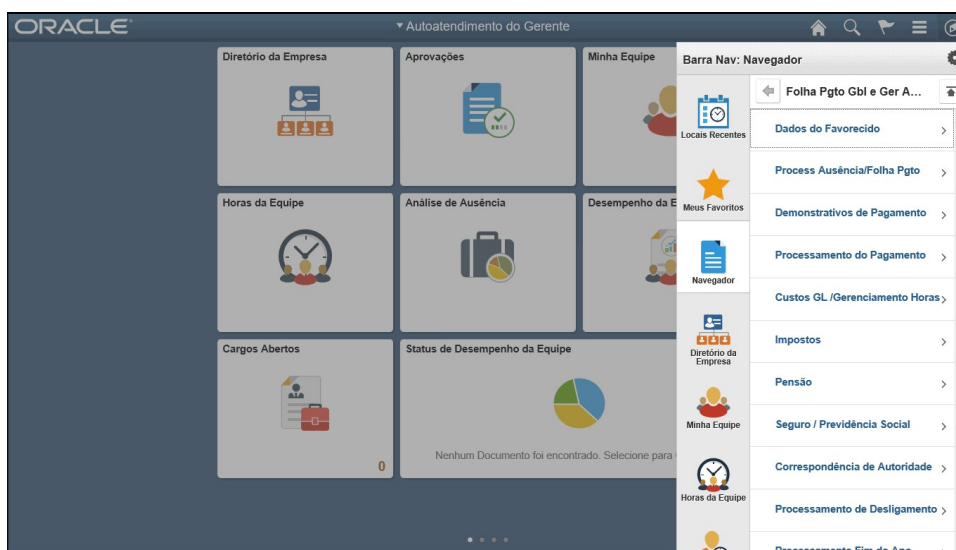 ORACLE
Autoatendimento do Gerente
Diretório da Empresa
Aprovações
Minha Equipe
Horas da Equipe
Análise de Ausência
Desempenho da E
Cargos Abertos
0
Status de Desempenho da Equipe
Nenhum Documento foi encontrado. Selecione para
Barra Nav: Navegador
Locais Recentes
Meus Favoritos
Navegador
Diretório da
Empresa
Minha Equipe
Horas da Equipe
Folha Pgto Gbl e Ger A...
Dados do Favorecido
Process Ausência/Folha Pgto
Demonstrativos de Pagamento
Processamento do Pagamento
Custos GL /Gerenciamento Horas
Impostos
Pensão
Seguro / Previdência Social
Correspondência de Autoridade
Processamento de Desligamento
Processamento Fim de Ano